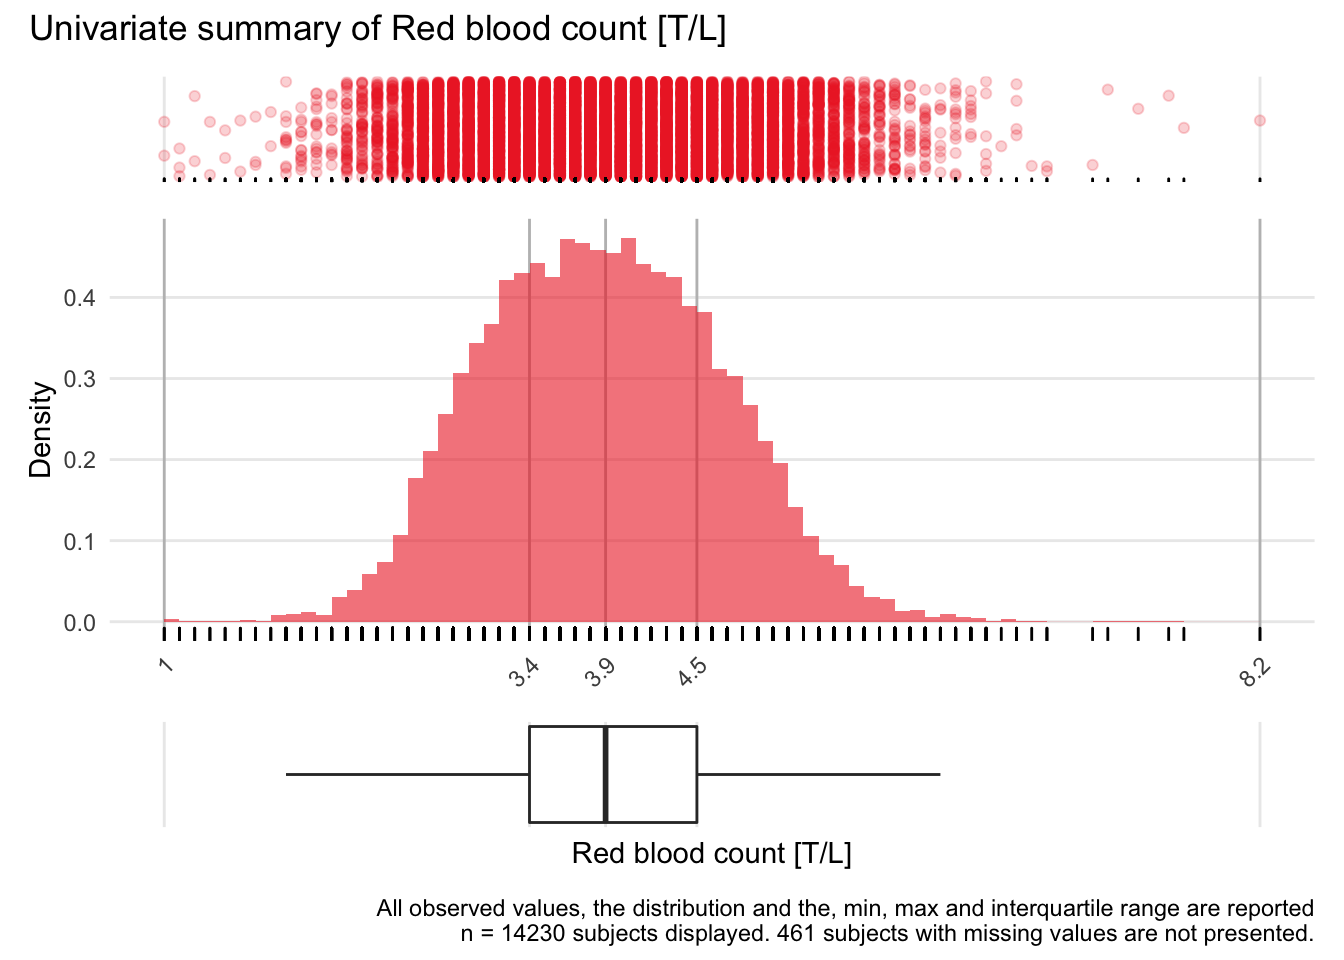 Univariate summary of Red blood count [T/L]
Density
0.4
0.3
0.2
0.1
0.0
1
3.4
3.9
4.5
8.2
Red blood count [T/L]
All observed values, the distribution and the, min, max and interquartile range are reported
n = 14230 subjects displayed. 461 subjects with missing values are not presented.